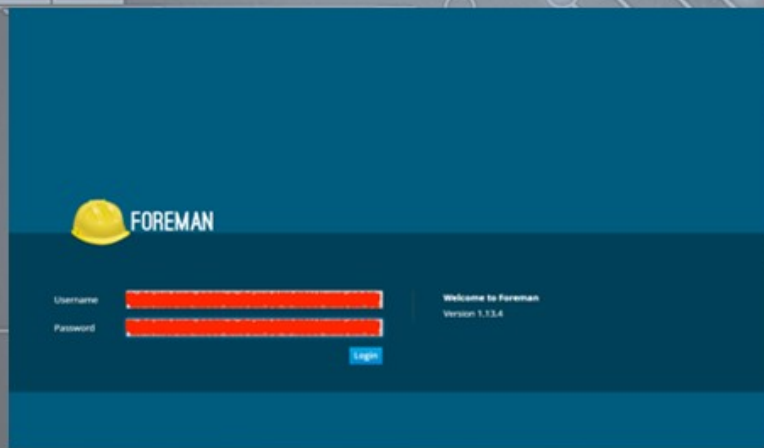 FOREMAN
Username
Welcome to Foreman
Version 1.13.4
Password
Login